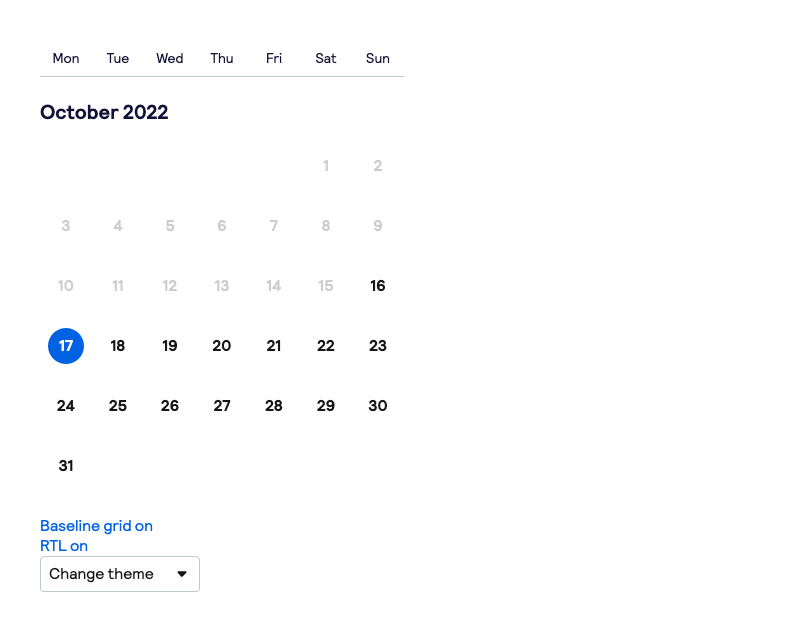 Mon Tue Wed Thu Fri Sat Sun
October 2022
1 2
3 4 5 6 7 8 9
10 11 12 13 14 15 16
17 18 19 20 21 22 23
24 25 26 27 28 29 30
31
Baseline grid on
RTL on
Change theme